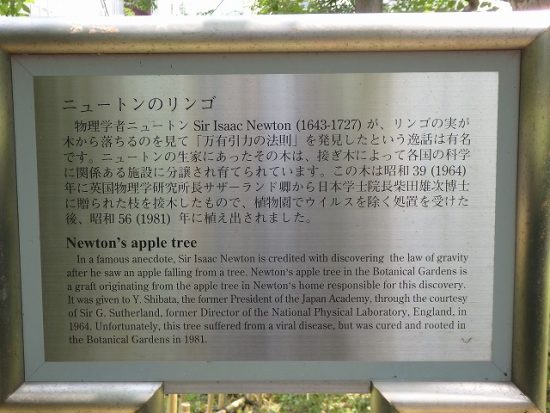 ニュートンのリンゴ
物理学者ニュートン Sir Isaac Newton (1643-1727) が、リンゴの実が
木から落ちるのを見て「万有引力の法則」を発見したという逸話は有名
です。ニュートンの生家にあったその木は、接ぎ木によって各国の科学
に関係ある施設に分譲され育てられています。この木は昭和 39 (1964)
年に英国物理学研究所長サザーランド卿から日本学士院長柴田雄次博士
に贈られた枝を接木したもので、植物園でウイルスを除く処置を受けた
後、昭和 56 (1981) 年に植え出されました。
Newton's apple tree
In a famous anecdote, Sir Isaac Newton is credited with discovering the law of gravity
after he saw an apple falling from a tree. Newton's apple tree in the Botanical Gardens is
a graft originating from the apple tree in Newton's home responsible for this discovery.
It was given to Y. Shibata, the former President of the Japan Academy, through the courtesy
of Sir G. Sutherland, former Director of the National Physical Laboratory, England, in
1964. Unfortunately, this tree suffered from a viral disease, but was cured and rooted in
the Botanical Gardens in 1981.